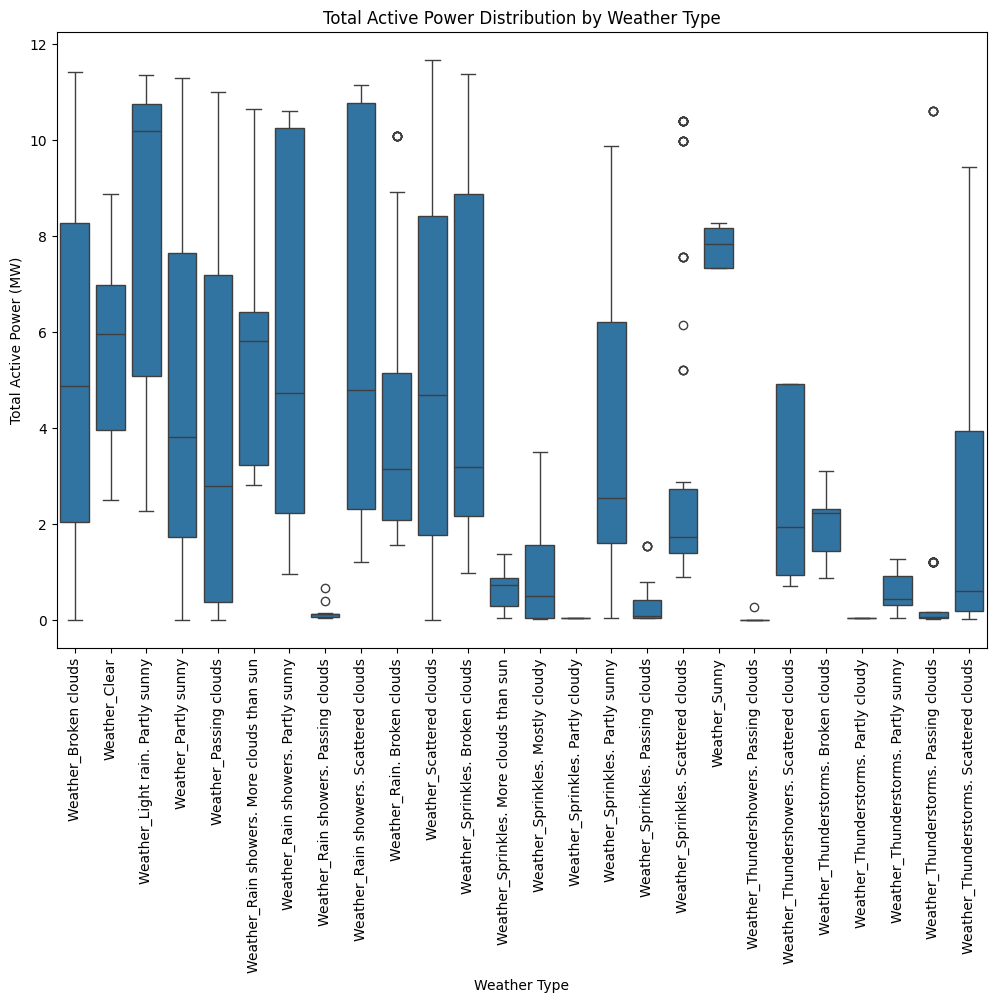 Total Active Power Distribution by Weather Type
Total Active Power (MW)
12
10
8
6
4
2
0
Weather_Broken clouds
Weather_Clear
Weather_Light rain. Partly sunny
Weather_Partly sunny
Weather_Passing clouds
Weather_Rain showers. More clouds than sun
Weather_Rain showers. Partly sunny
Weather_Rain showers. Passing clouds
Weather_Rain showers. Scattered clouds
Weather_Rain. Broken clouds
Weather_Scattered clouds
Weather_Sprinkles. Broken clouds
Weather_Sprinkles. More clouds than sun
Weather_Sprinkles. Mostly cloudy
Weather_Sprinkles. Partly cloudy
Weather_Sprinkles. Partly sunny
Weather_Sprinkles. Passing clouds
Weather_Sprinkles. Scattered clouds
Weather_Sunny
Weather_Thundershowers. Passing clouds
Weather_Thundershowers. Scattered clouds
Weather_Thunderstorms. Broken clouds
Weather_Thunderstorms. Partly cloudy
Weather_Thunderstorms. Partly sunny
Weather_Thunderstorms. Passing clouds
Weather_Thunderstorms. Scattered clouds
Weather Type